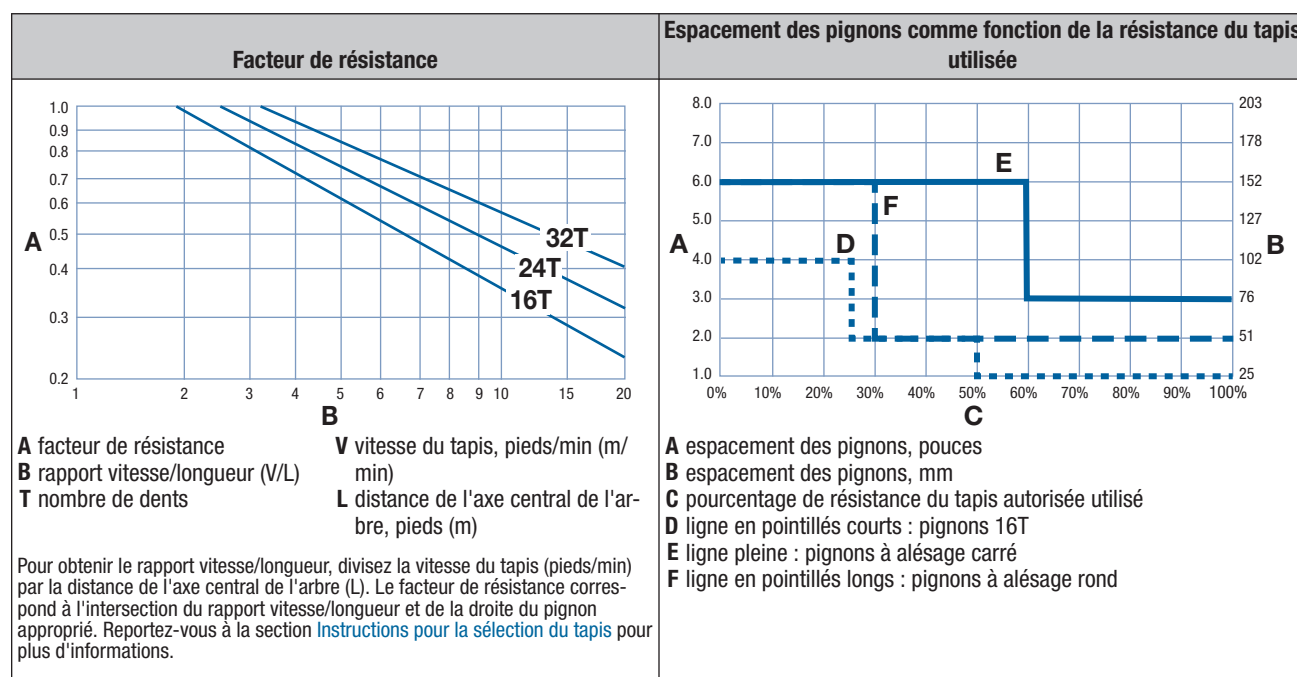 Facteur de résistance
Espacement des pignons comme fonction de la résistance du tapis
utilisée
1.0
0.9
0.8
0.7
0.6
0.5
0.4
0.3
0.2
A
32T
24T
16T
1 2 3 4 5 6 7 8 9 10 15 20
B
A facteur de résistance
B rapport vitesse/longueur (V/L)
T nombre de dents
V vitesse du tapis, pieds/min (m/
min)
L distance de l'axe central de l'ar-
bre, pieds (m)
Pour obtenir le rapport vitesse/longueur, divisez la vitesse du tapis (pieds/min)
par la distance de l'axe central de l'arbre (L). Le facteur de résistance corres-
pond à l'intersection du rapport vitesse/longueur et de la droite du pignon
approprié. Reportez-vous à la section Instructions pour la sélection du tapis pour
plus d'informations.
8.0
7.0
6.0
5.0
4.0
3.0
2.0
1.0
A
E
F
D
203
178
152
127
102
76
51
25
B
0% 10% 20% 30% 40% 50% 60% 70% 80% 90% 100%
C
A espacement des pignons, pouces
B espacement des pignons, mm
C pourcentage de résistance du tapis autorisée utilisé
D ligne en pointillés courts : pignons 16T
E ligne pleine : pignons à alésage carré
F ligne en pointillés longs : pignons à alésage rond